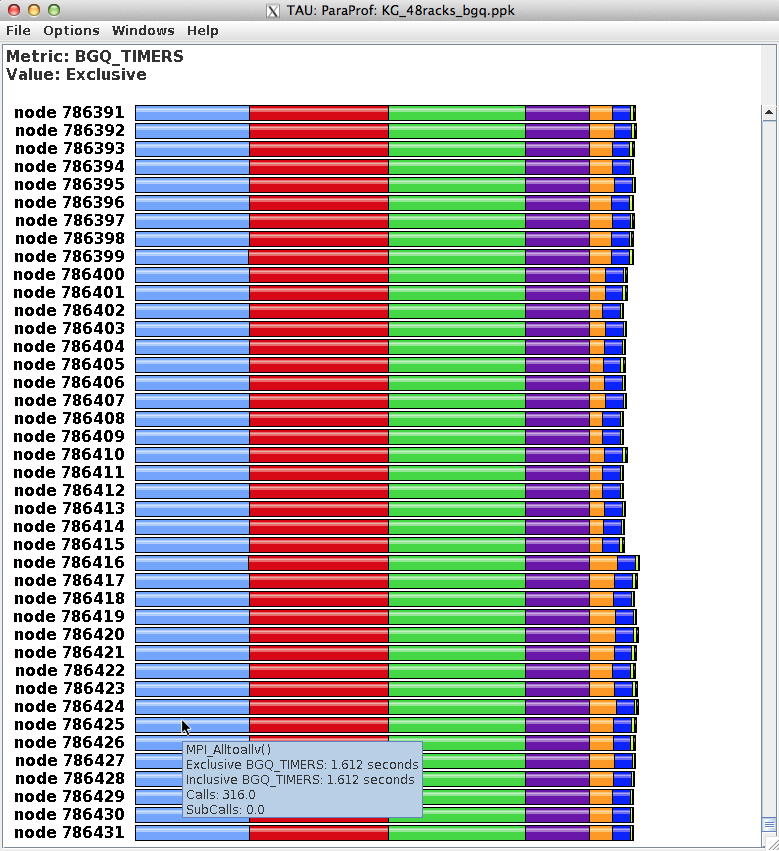 TAU: ParaProf: KG_48racks_bgq.ppk
File Options Windows Help
Metric: BGQ_TIMERS
Value: Exclusive
node 786391
node 786392
node 786393
node 786394
node 786395
node 786396
node 786397
node 786398
node 786399
node 786400
node 786401
node 786402
node 786403
node 786404
node 786405
node 786406
node 786407
node 786408
node 786409
node 786410
node 786411
node 786412
node 786413
node 786414
node 786415
node 786416
node 786417
node 786418
node 786419
node 786420
node 786421
node 786422
node 786423
node 786424
node 786425
node 786426
node 786427
node 786428
node 786429
node 786430
node 786431
MPI_Alltoallv()
Exclusive BGQ_TIMERS: 1.612 seconds
Inclusive BGQ_TIMERS: 1.612 seconds
Calls: 316.0
SubCalls: 0.0